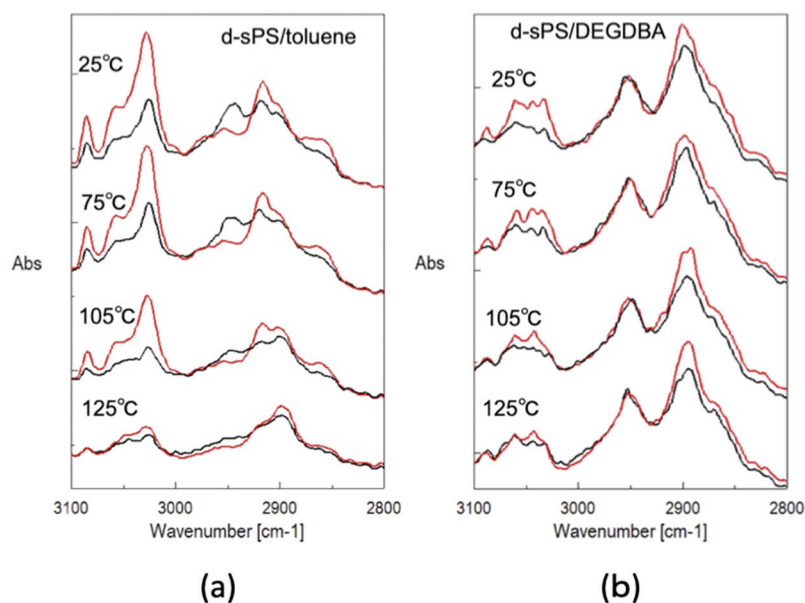 d-sPS/toluene
25°C
75°C
Abs
105°C
125°C
3100 3000 2900 2800
Wavenumber [cm-1]
(a)
d-sPS/DEGDBA
25°C
75°C
Abs
105°C
125°C
3100 3000 2900 2800
Wavenumber [cm-1]
(b)